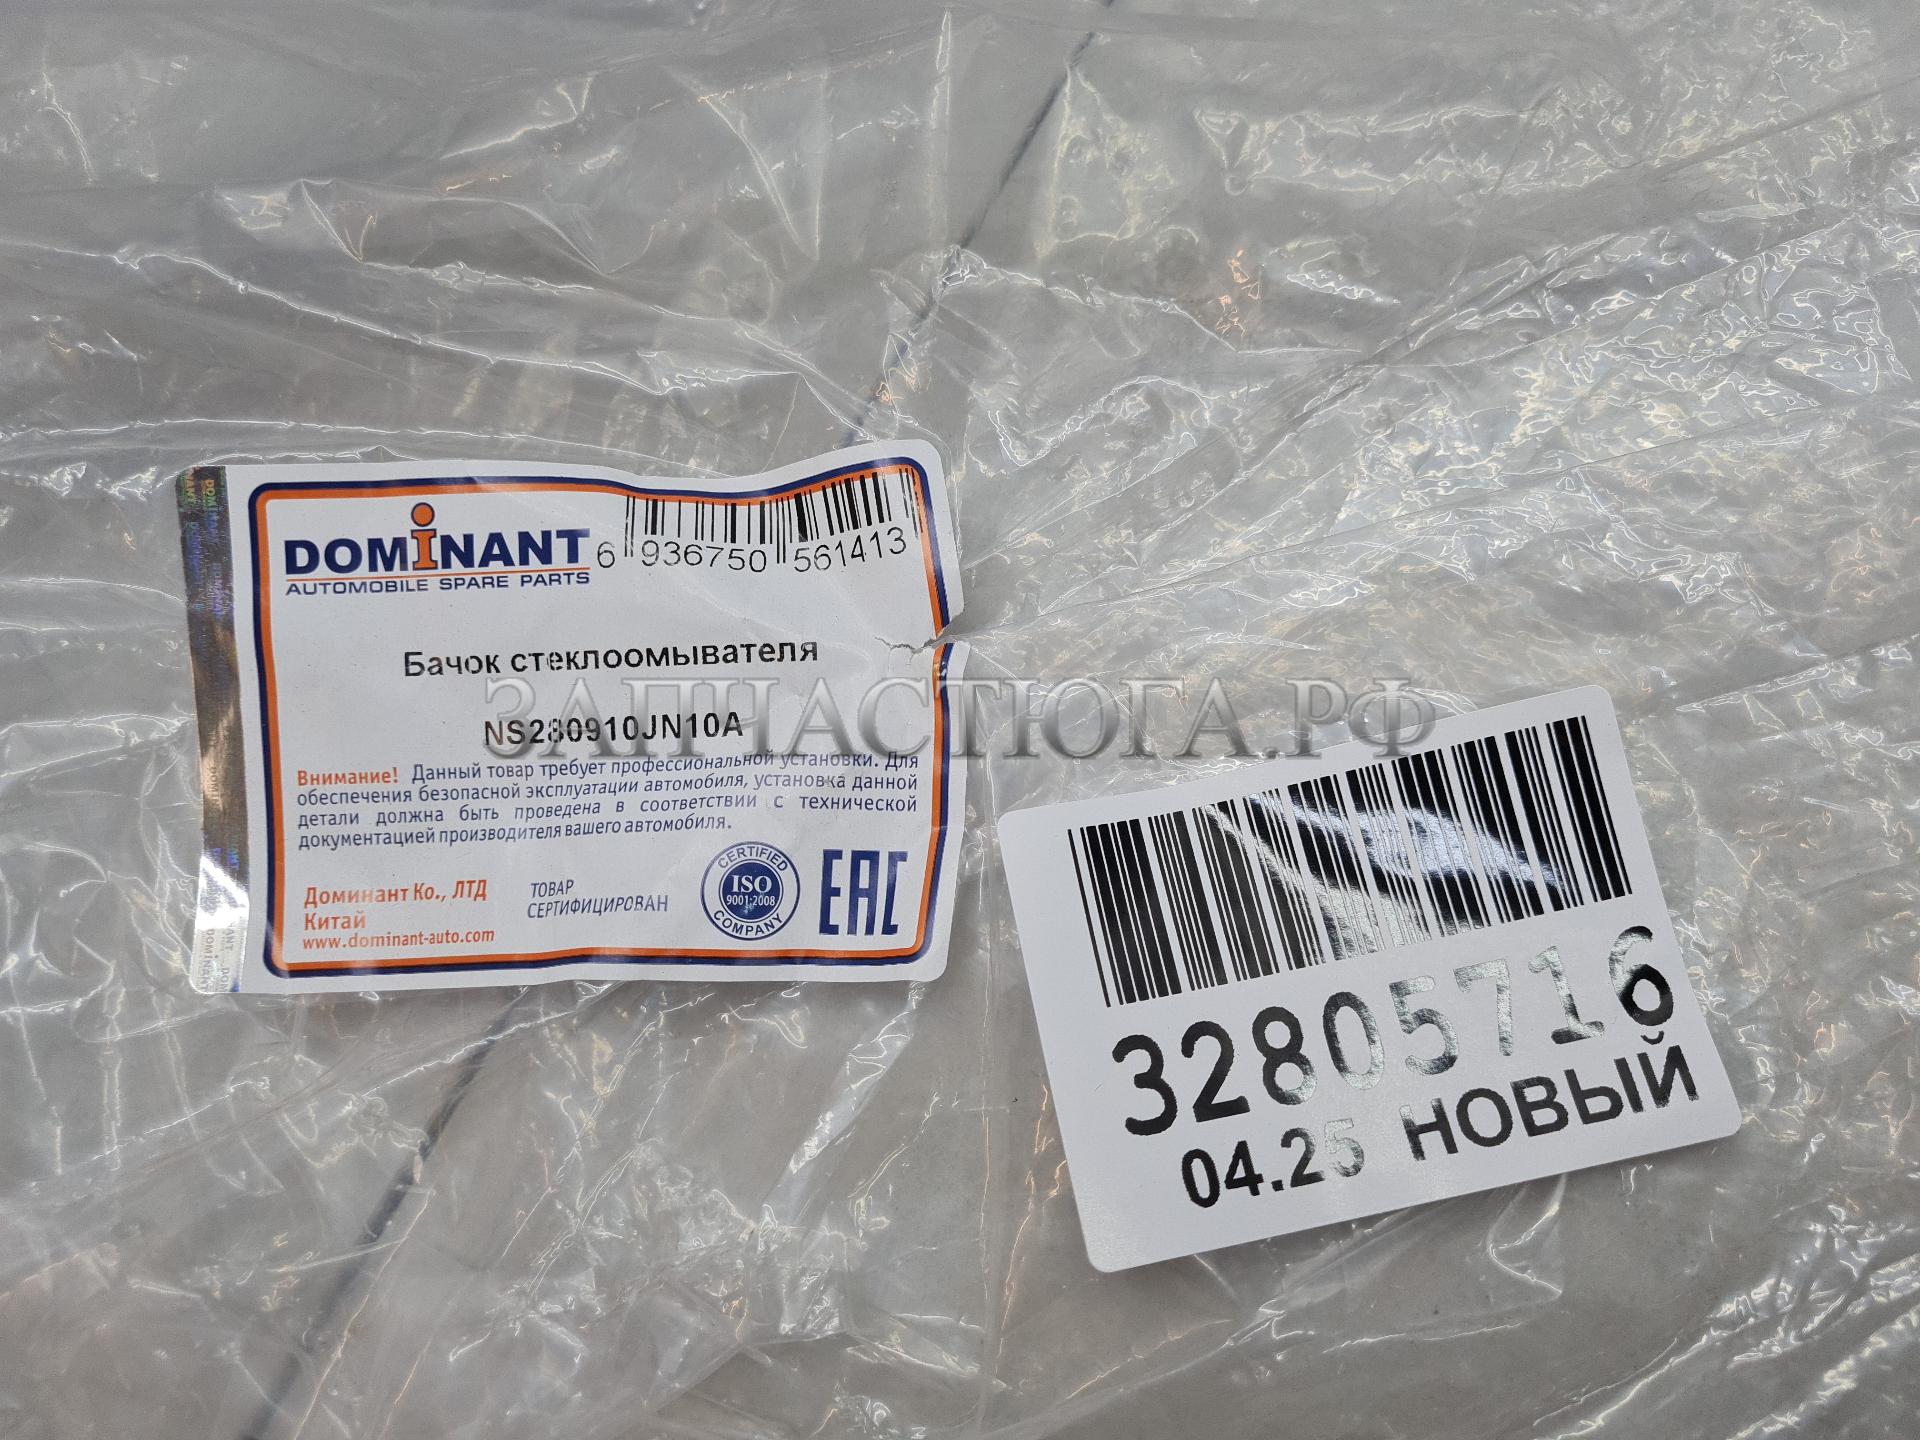 DOMiNANT
AUTOMOBILE SPARE PARTS
6 936750 561413
Бачок стеклоомывателя
ЗАПЧАСТЮГА.РФ
NS280910JN10A
Внимание! Данный товар требует профессиональной установки. Для
обеспечения безопасной эксплуатации автомобиля, установка данной
детали должна быть проведена в соответствии с технической
документацией производителя вашего автомобиля.
Доминант Ко., ЛТД
Китай
www.dominant-auto.com
ТОВАР
СЕРТИФИЦИРОВАН
CERTIFIED
ISO
9001:2008
COMPANY
EAC
32805716
04.25 НОВЫЙ